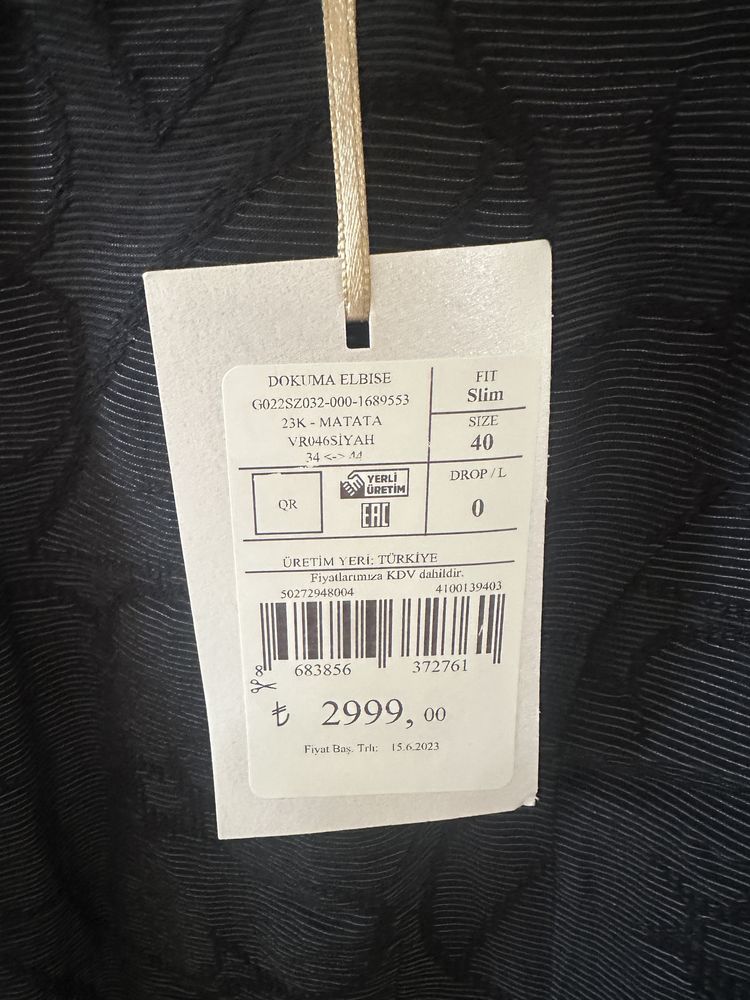 DOKUMA ELBISE
G022SZ032-000-1689553
23K - MATATA
VR046SİYAH
34 <-> 44
FIT
Slim
SIZE
40
QR
YERLİ
ÜRETİM
EAC
DROP / L
0
ÜRETİM YERİ: TÜRKİYE
Fiyatlarımıza KDV dahildir.
50272948004 4100139403
683856 372761
₺ 2999, 00
Fiyat Baş. Trh: 15.6.2023